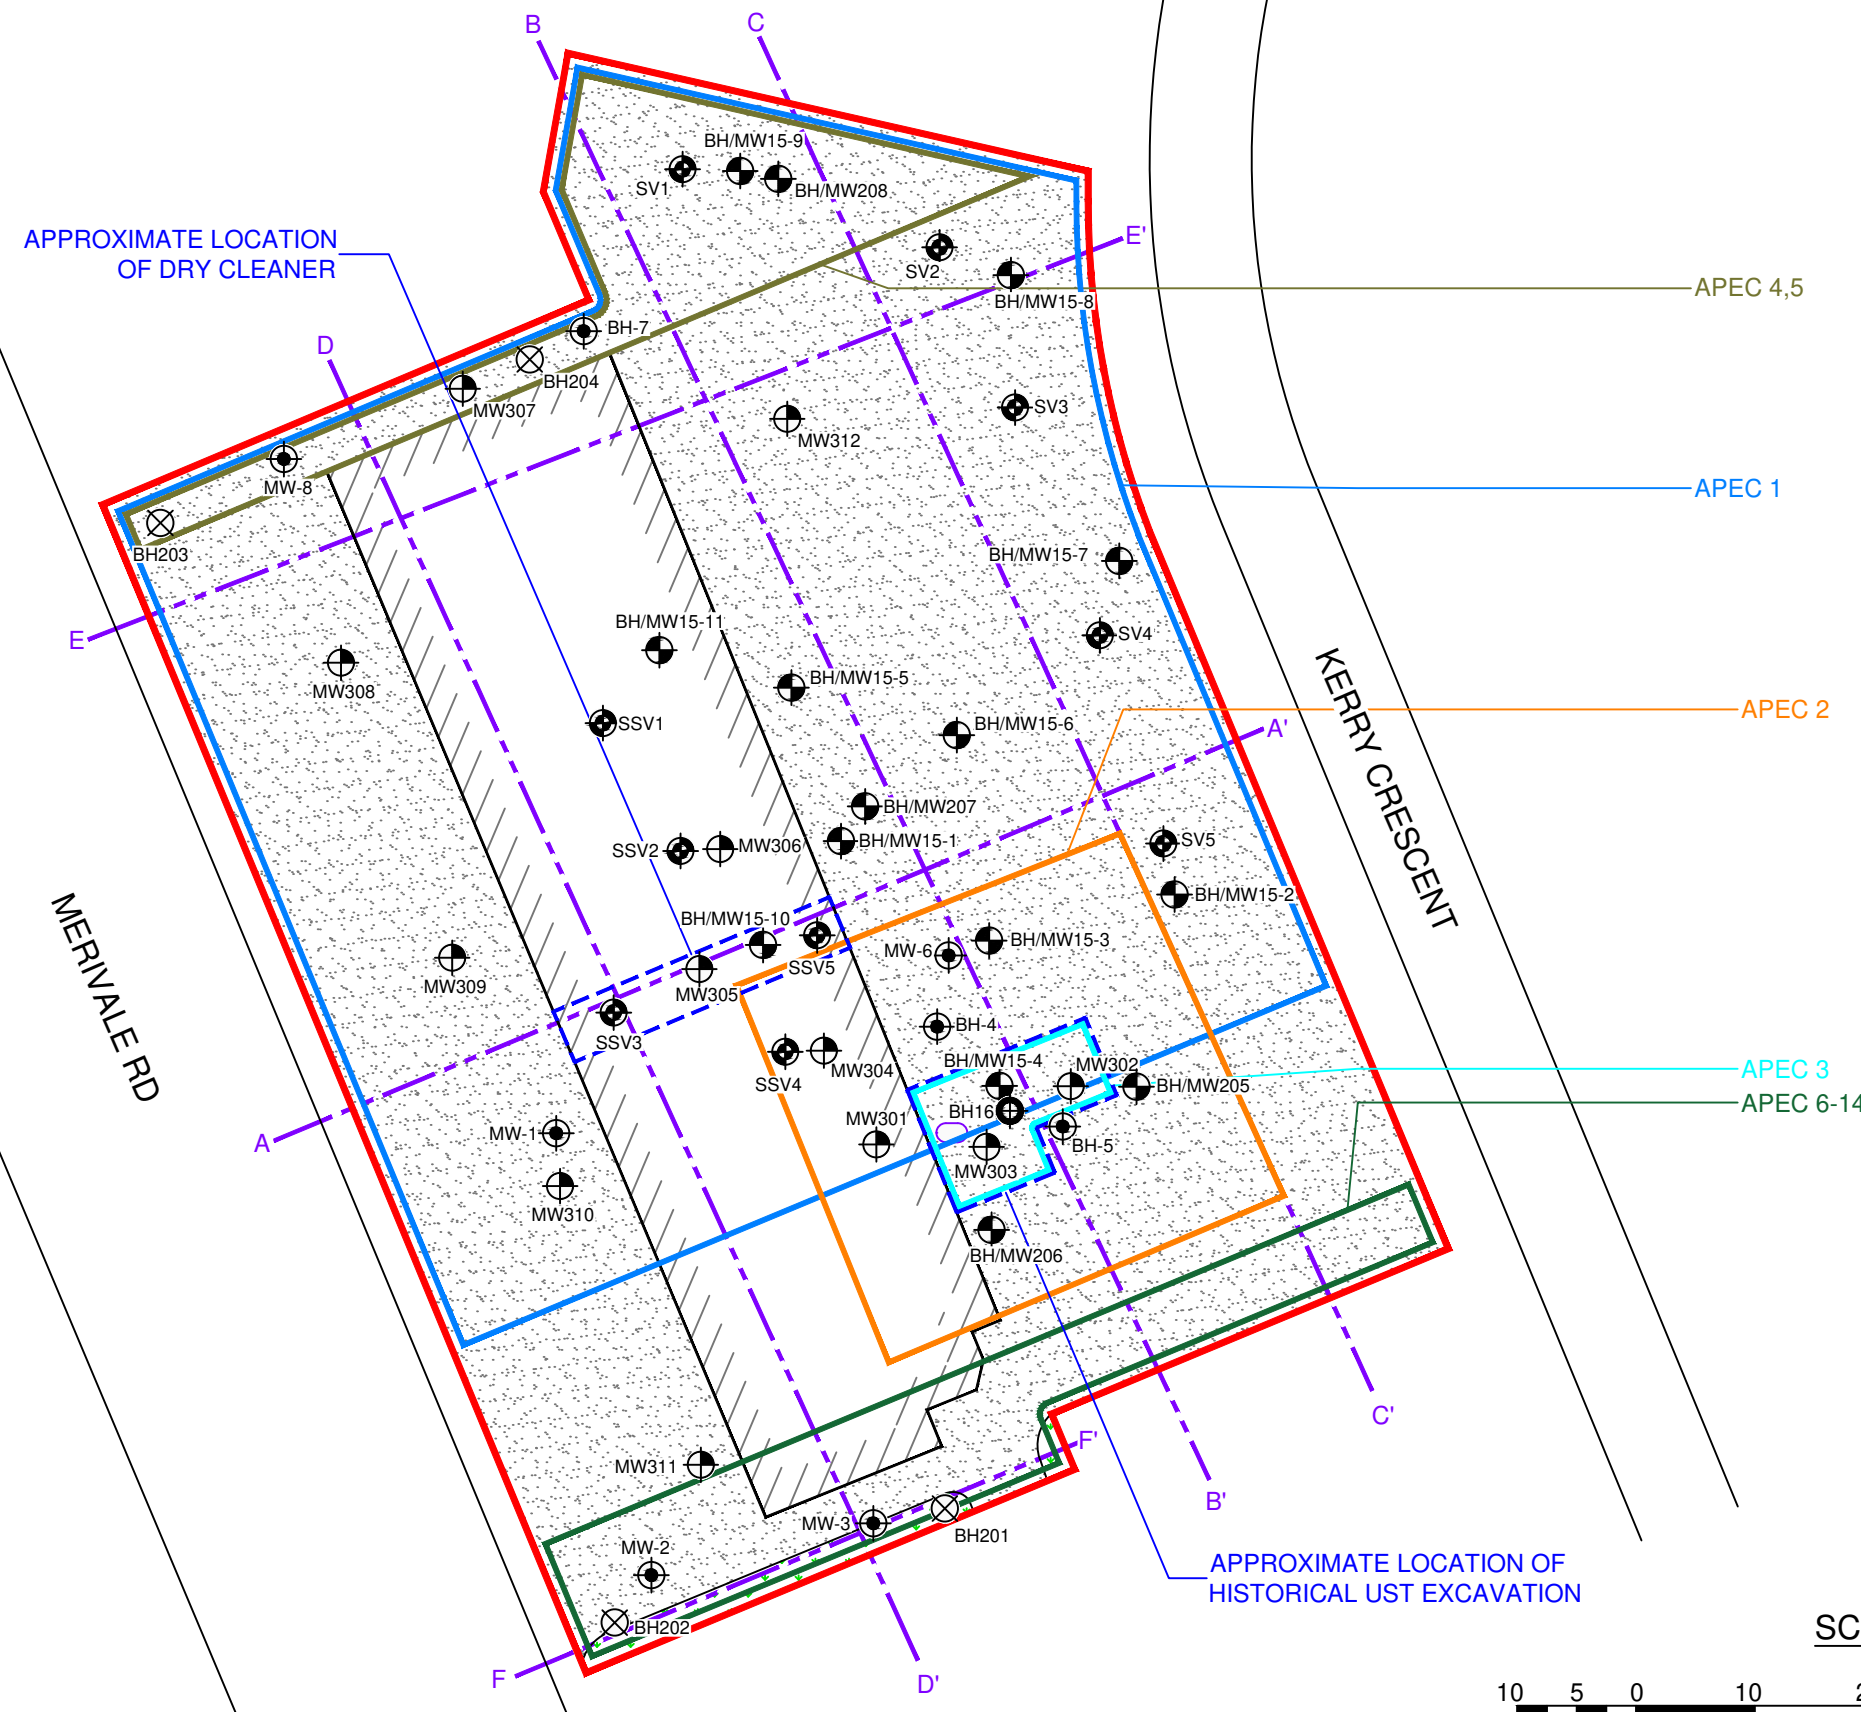 B
C
BH/MW15-9
SV1
BH/MW208
APPROXIMATE LOCATION
OF DRY CLEANER
E'
SV2
BH/MW15-8
APEC 4,5
D
BH-7
BH204
MW307
SV3
MW312
MW-8
APEC 1
BH203
BH/MW15-7
E
BH/MW15-11
SV4
MW308
BH/MW15-5
KERRY CRESCENT
SSV1
BH/MW15-6
APEC 2
A'
BH/MW207
SSV2
MW306
BH/MW15-1
SV5
BH/MW15-2
MERIVALE RD
BH/MW15-10
MW-6
BH/MW15-3
SSV5
MW309
MW305
SSV3
BH-4
SSV4
MW304
BH/MW15-4
MW302
BH/MW205
APEC 3
APEC 6-14
BH16
MW301
A
MW-1
BH-5
MW303
MW310
BH/MW206
C'
F'
MW311
B'
MW-3
BH201
MW-2
APPROXIMATE LOCATION OF
HISTORICAL UST EXCAVATION
BH202
F
D'
SC
10 5 0 10 2